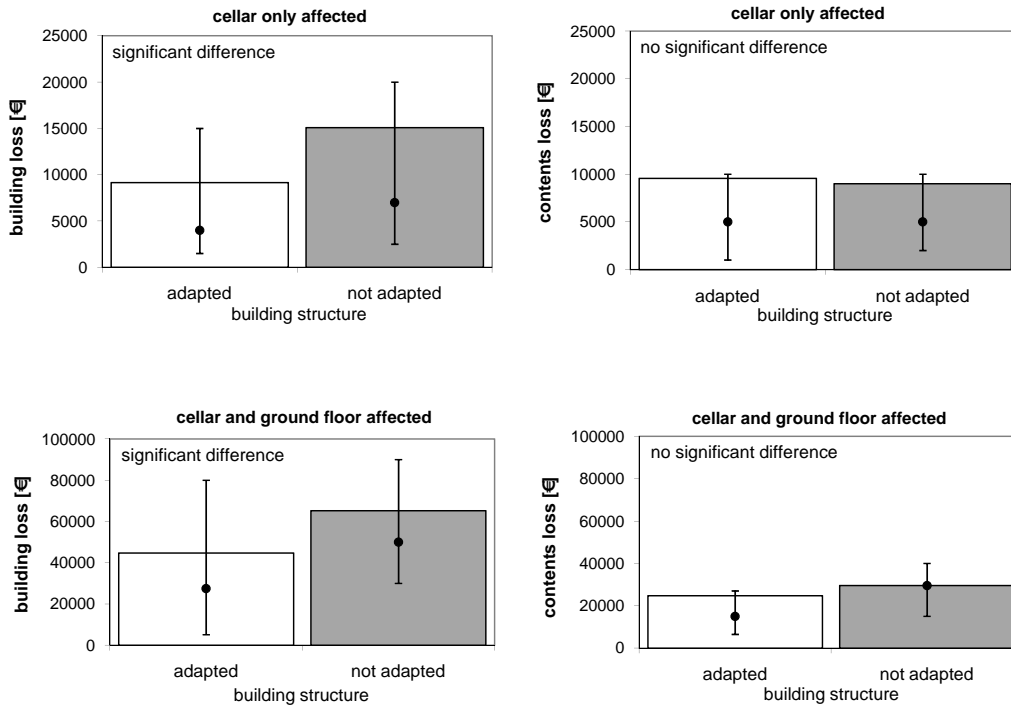 cellar only affected
25000
20000
15000
10000
5000
0
building loss [€]
significant difference
adapted
not adapted
building structure
cellar only affected
25000
20000
15000
10000
5000
0
contents loss [€]
no significant difference
adapted
not adapted
building structure
cellar and ground floor affected
100000
80000
60000
40000
20000
0
building loss [€]
significant difference
adapted
not adapted
building structure
cellar and ground floor affected
100000
80000
60000
40000
20000
0
contents loss [€]
no significant difference
adapted
not adapted
building structure